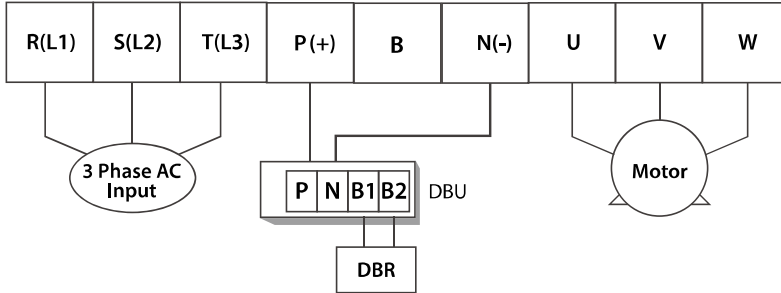 R(L1) S(L2) T(L3) P(+) B N(-) U V W
3 Phase AC
Input
Motor
P N B1 B2 DBU
DBR